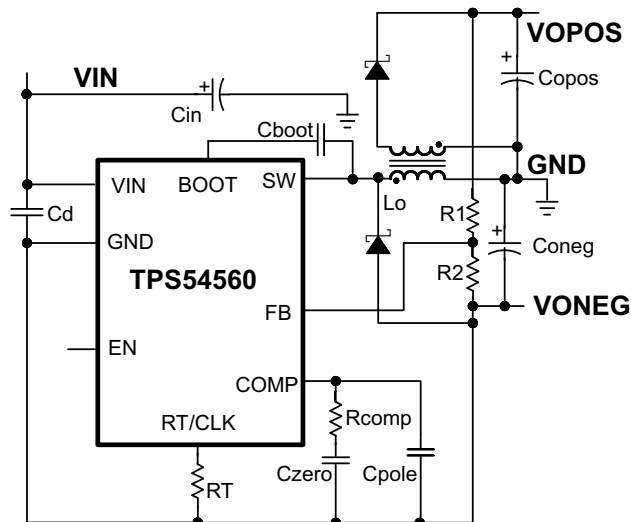 VOPOS
VIN
+
Copos
+
Cin
Cboot
GND
VIN
BOOT
SW
Lo
Cd
R1
GND
+
Coneg
TPS54560
R2
FB
VONEG
EN
COMP
RT/CLK
Rcomp
Czero
Cpole
RT